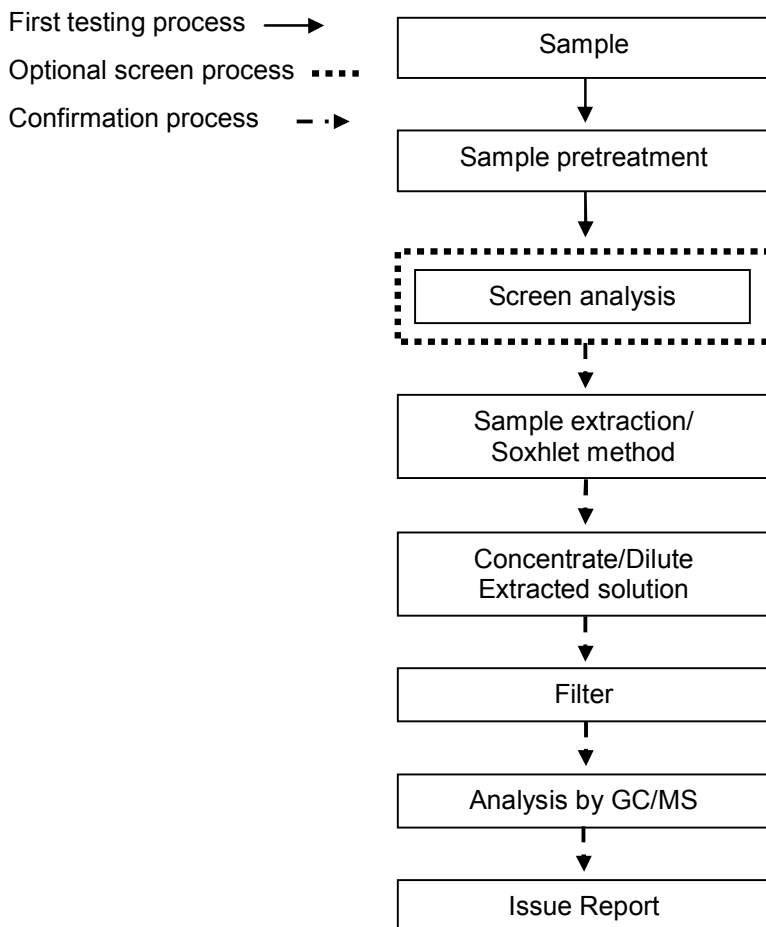 First testing process
Optional screen process
Confirmation process
Sample
Sample pretreatment
Screen analysis
Sample extraction/
Soxhlet method
Concentrate/Dilute
Extracted solution
Filter
Analysis by GC/MS
Issue Report